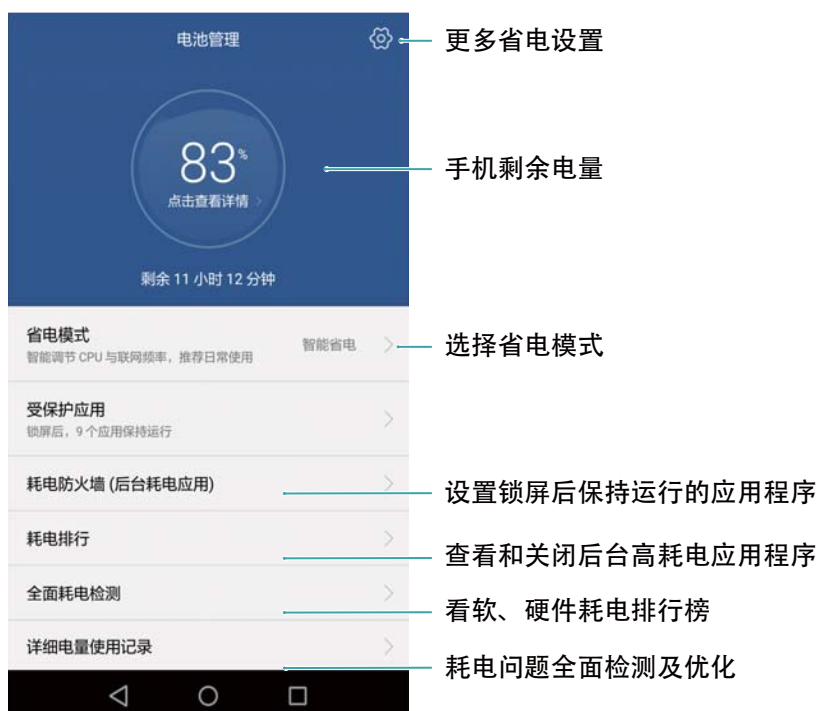 电池管理
更多省电设置
83%
点击查看详情
手机剩余电量
剩余 11 小时 12 分钟
省电模式
智能调节 CPU 与联网频率，推荐日常使用
智能省电
选择省电模式
受保护应用
锁屏后，9 个应用保持运行
耗电防火墙 (后台耗电应用)
设置锁屏后保持运行的应用程序
耗电排行
查看和关闭后台高耗电应用程序
全面耗电检测
看软、硬件耗电排行榜
详细电量使用记录
耗电问题全面检测及优化